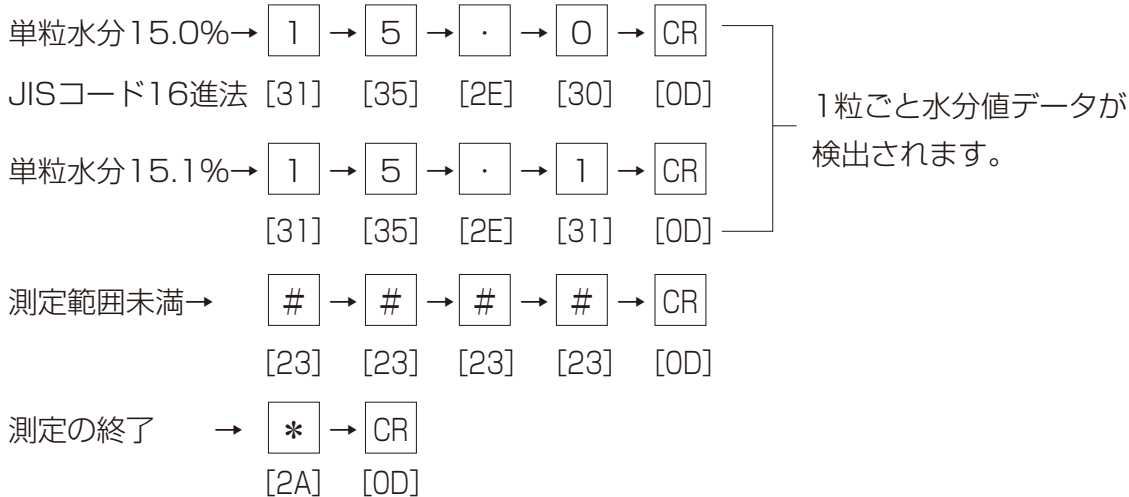 単粒水分15.0%→ 1 → 5 → . → 0 → CR
JISコード16進法 [31] [35] [2E] [30] [0D]
1粒ごと水分値データが
検出されます。
単粒水分15.1%→ 1 → 5 → . → 1 → CR
[31] [35] [2E] [31] [0D]
測定範囲未満→ # → # → # → # → CR
[23] [23] [23] [23] [0D]
測定の終了 → * → CR
[2A] [0D]